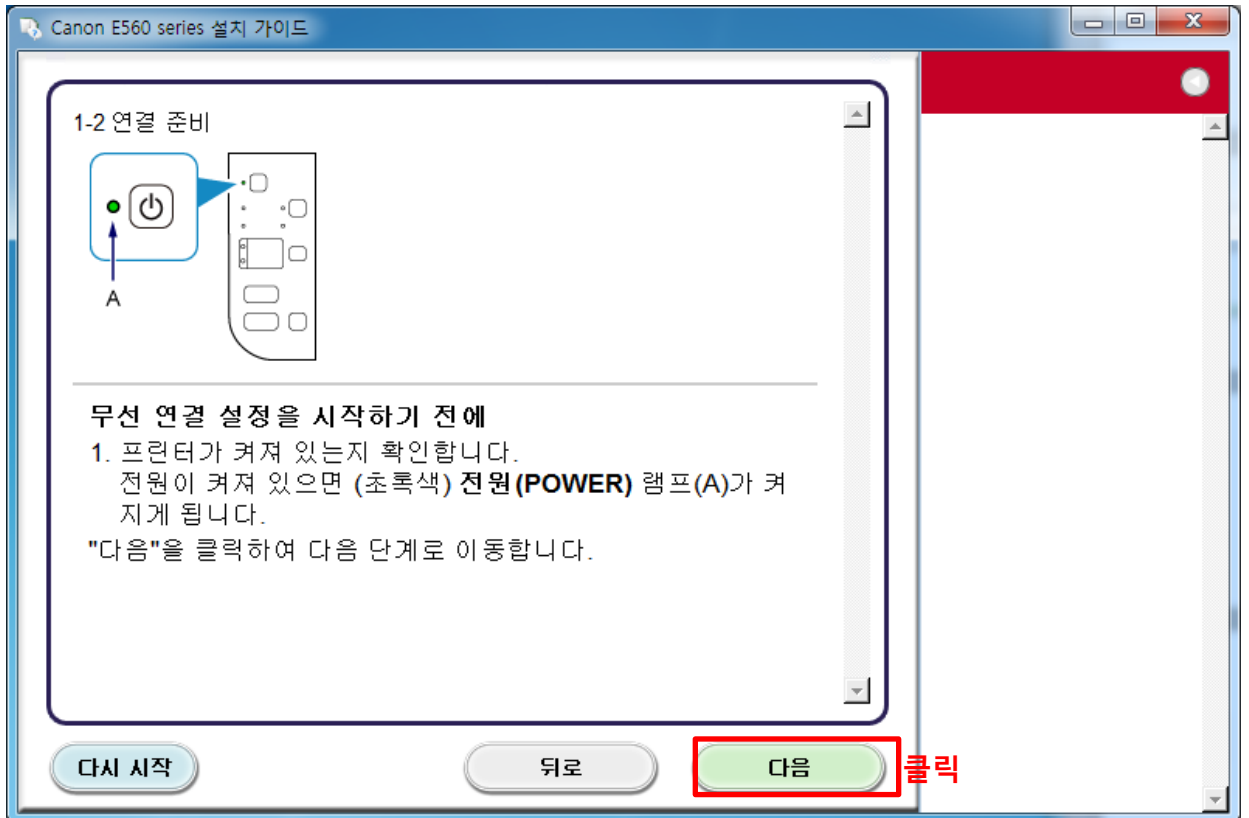 Canon E560 series 설치 가이드
1-2 연결 준비
A
무선 연결 설정을 시작하기 전에
1. 프린터가 켜져 있는지 확인합니다.
전원이 켜져 있으면 (초록색) 전원(POWER) 램프(A)가 켜
지게 됩니다.
"다음"을 클릭하여 다음 단계로 이동합니다.
다시 시작
뒤로
다음
클릭